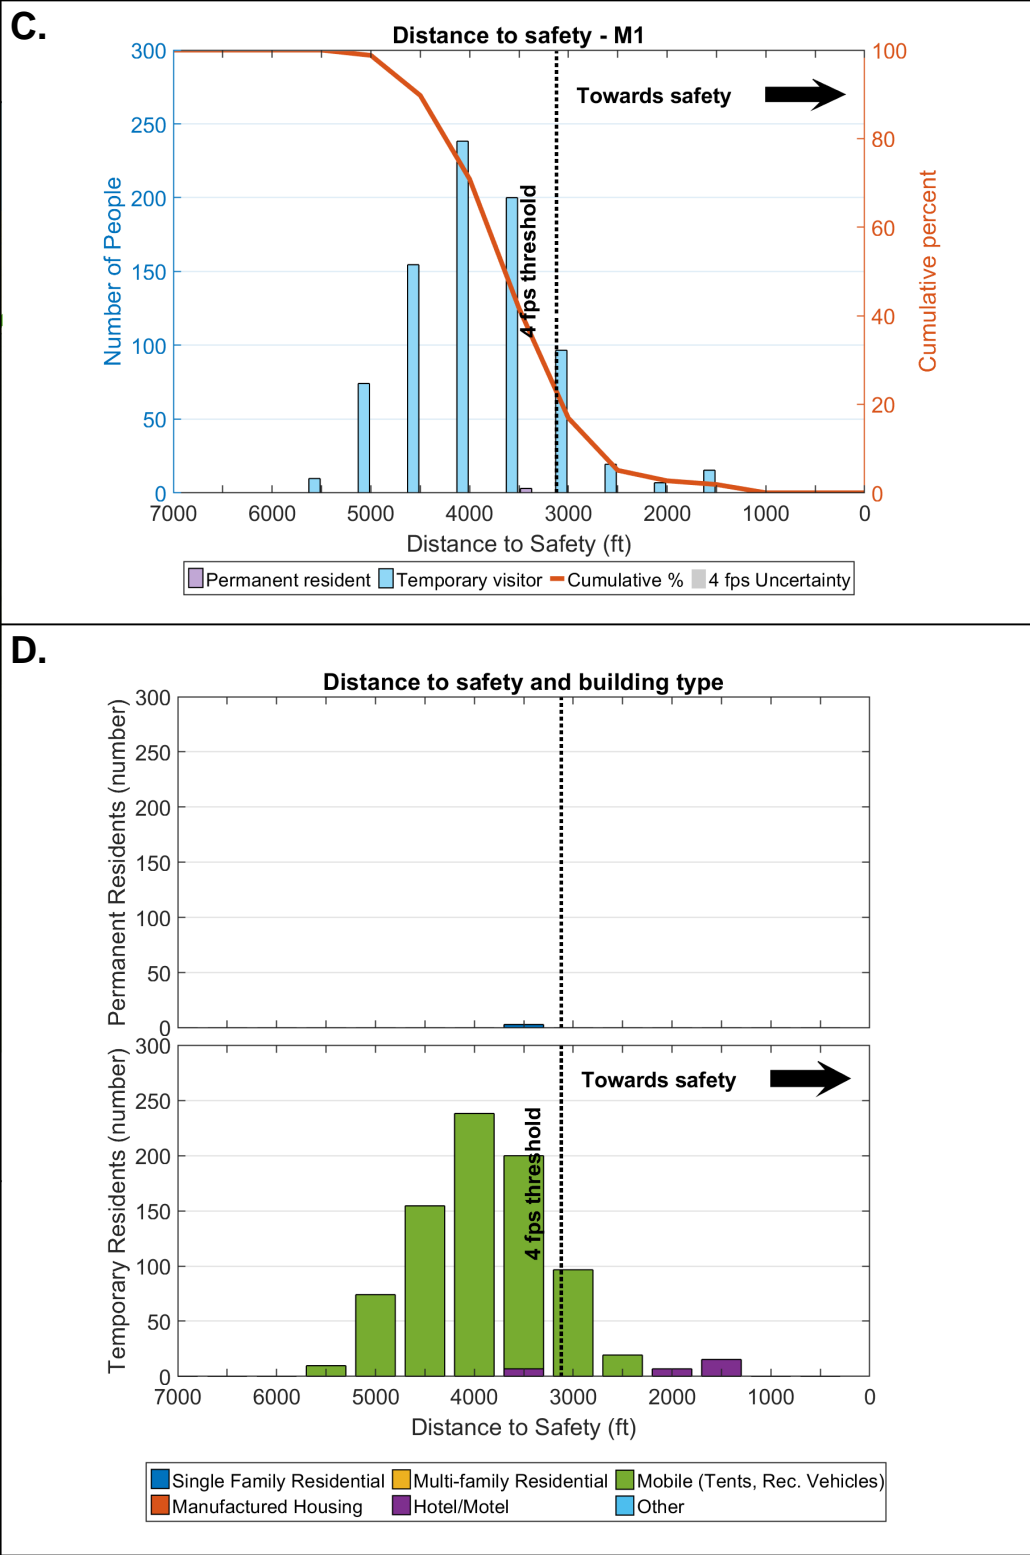 C.
Distance to safety - M1
300
250
200
150
100
50
0
Number of People
100
80
60
40
20
0
Cumulative percent
Towards safety
4 fps threshold
7000 6000 5000 4000 3000 2000 1000 0
Distance to Safety (ft)
Permanent resident Temporary visitor Cumulative % 4 fps Uncertainty
D.
Distance to safety and building type
300
250
200
150
100
50
0
Permanent Residents (number)
300
250
200
150
100
50
0
Temporary Residents (number)
Towards safety
4 fps threshold
7000 6000 5000 4000 3000 2000 1000 0
Distance to Safety (ft)
Single Family Residential Multi-family Residential Mobile (Tents, Rec. Vehicles)
Manufactured Housing Hotel/Motel Other